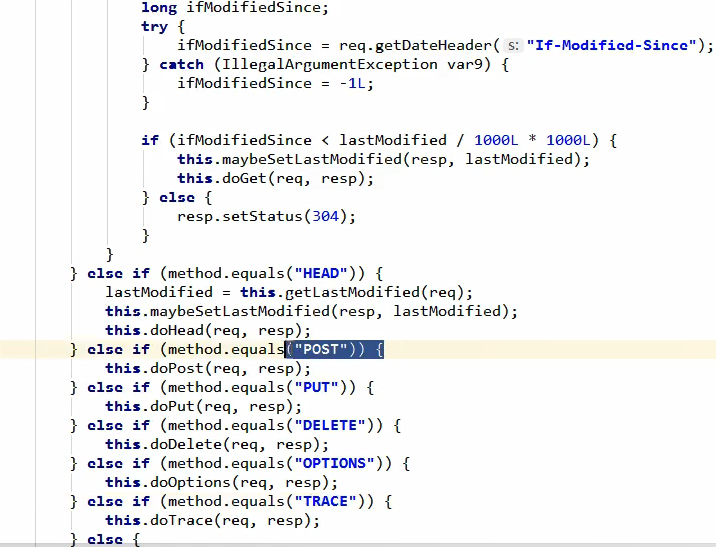 long ifModifiedSince;
try {
ifModifiedSince = req.getDateHeader( s: "If-Modified-Since");
} catch (IllegalArgumentException var9) {
ifModifiedSince = -1L;
}
if (ifModifiedSince < lastModified / 1000L * 1000L) {
this.maybeSetLastModified(resp, lastModified);
this.doGet(req, resp);
} else {
resp.setStatus(304);
}
}
} else if (method.equals("HEAD")) {
lastModified = this.getLastModified(req);
this.maybeSetLastModified(resp, lastModified);
this.doHead(req, resp);
} else if (method.equals("POST")) {
this.doPost(req, resp);
} else if (method.equals("PUT")) {
this.doPut(req, resp);
} else if (method.equals("DELETE")) {
this.doDelete(req, resp);
} else if (method.equals("OPTIONS")) {
this.doOptions(req, resp);
} else if (method.equals("TRACE")) {
this.doTrace(req, resp);
} else {